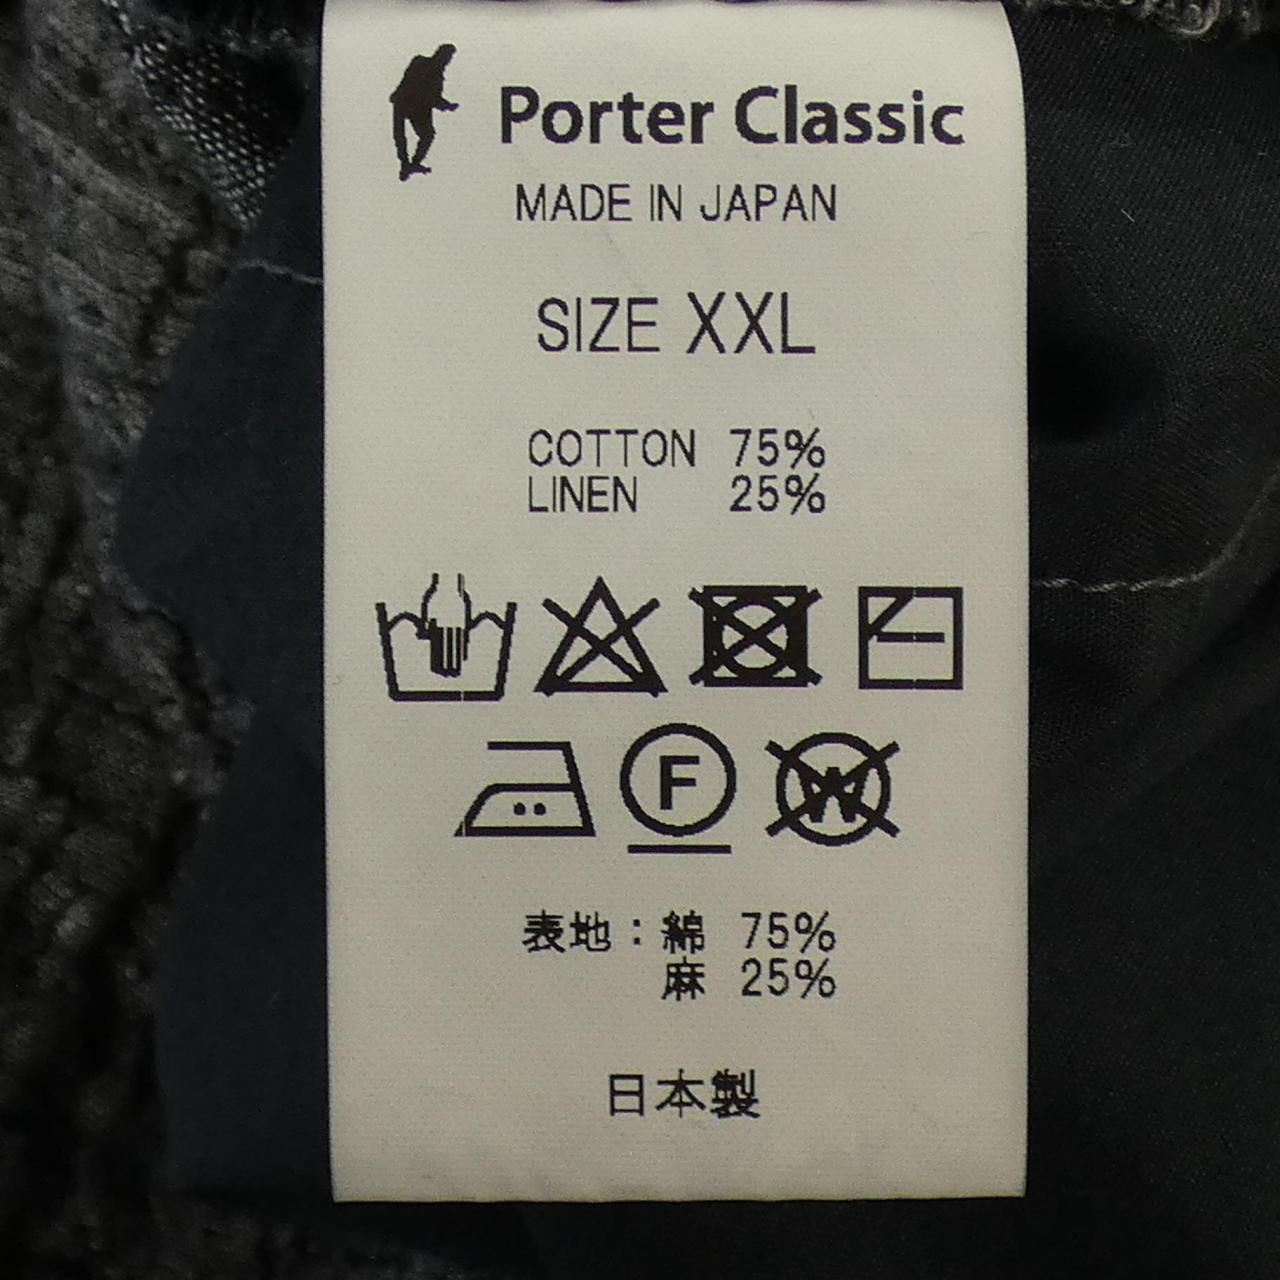 Porter Classic
MADE IN JAPAN
SIZE XXL
COTTON 75%
LINEN 25%
F
W
表地：綿 75%
麻 25%
日本製